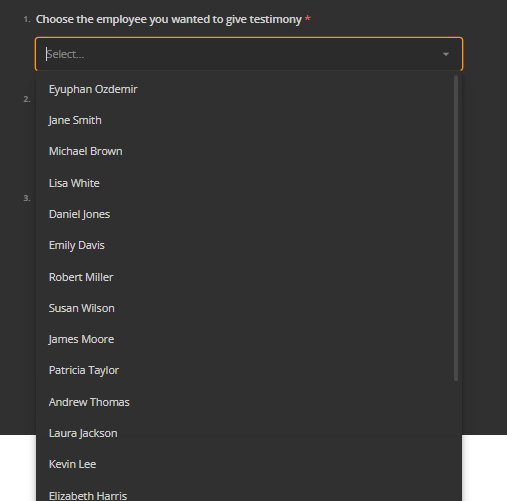 1. Choose the employee you wanted to give testimony *
Select...
Eyuphan Ozdemir
2.
Jane Smith
Michael Brown
Lisa White
3.
Daniel Jones
Emily Davis
Robert Miller
Susan Wilson
James Moore
Patricia Taylor
Andrew Thomas
Laura Jackson
Kevin Lee
Elizabeth Harris